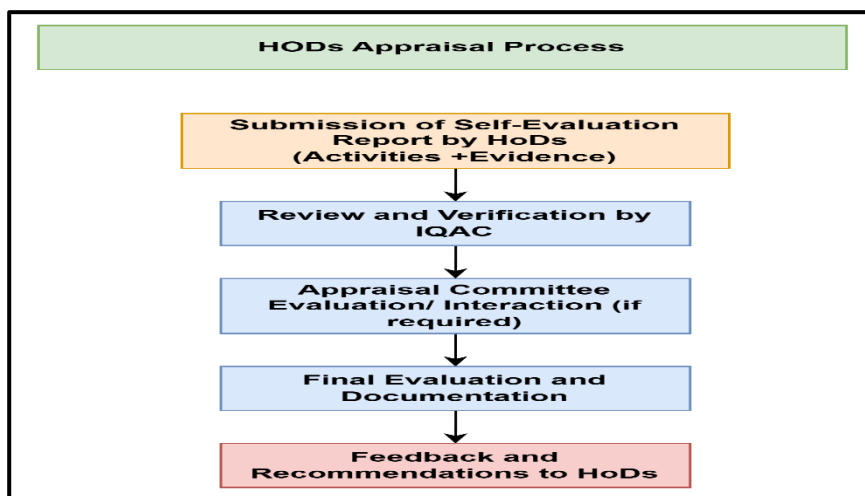 HODs Appraisal Process
Submission of Self-Evaluation
Report by HoDs
(Activities +Evidence)
Review and Verification by
IQAC
Appraisal Committee
Evaluation/ Interaction (if
required)
Final Evaluation and
Documentation
Feedback and
Recommendations to HoDs